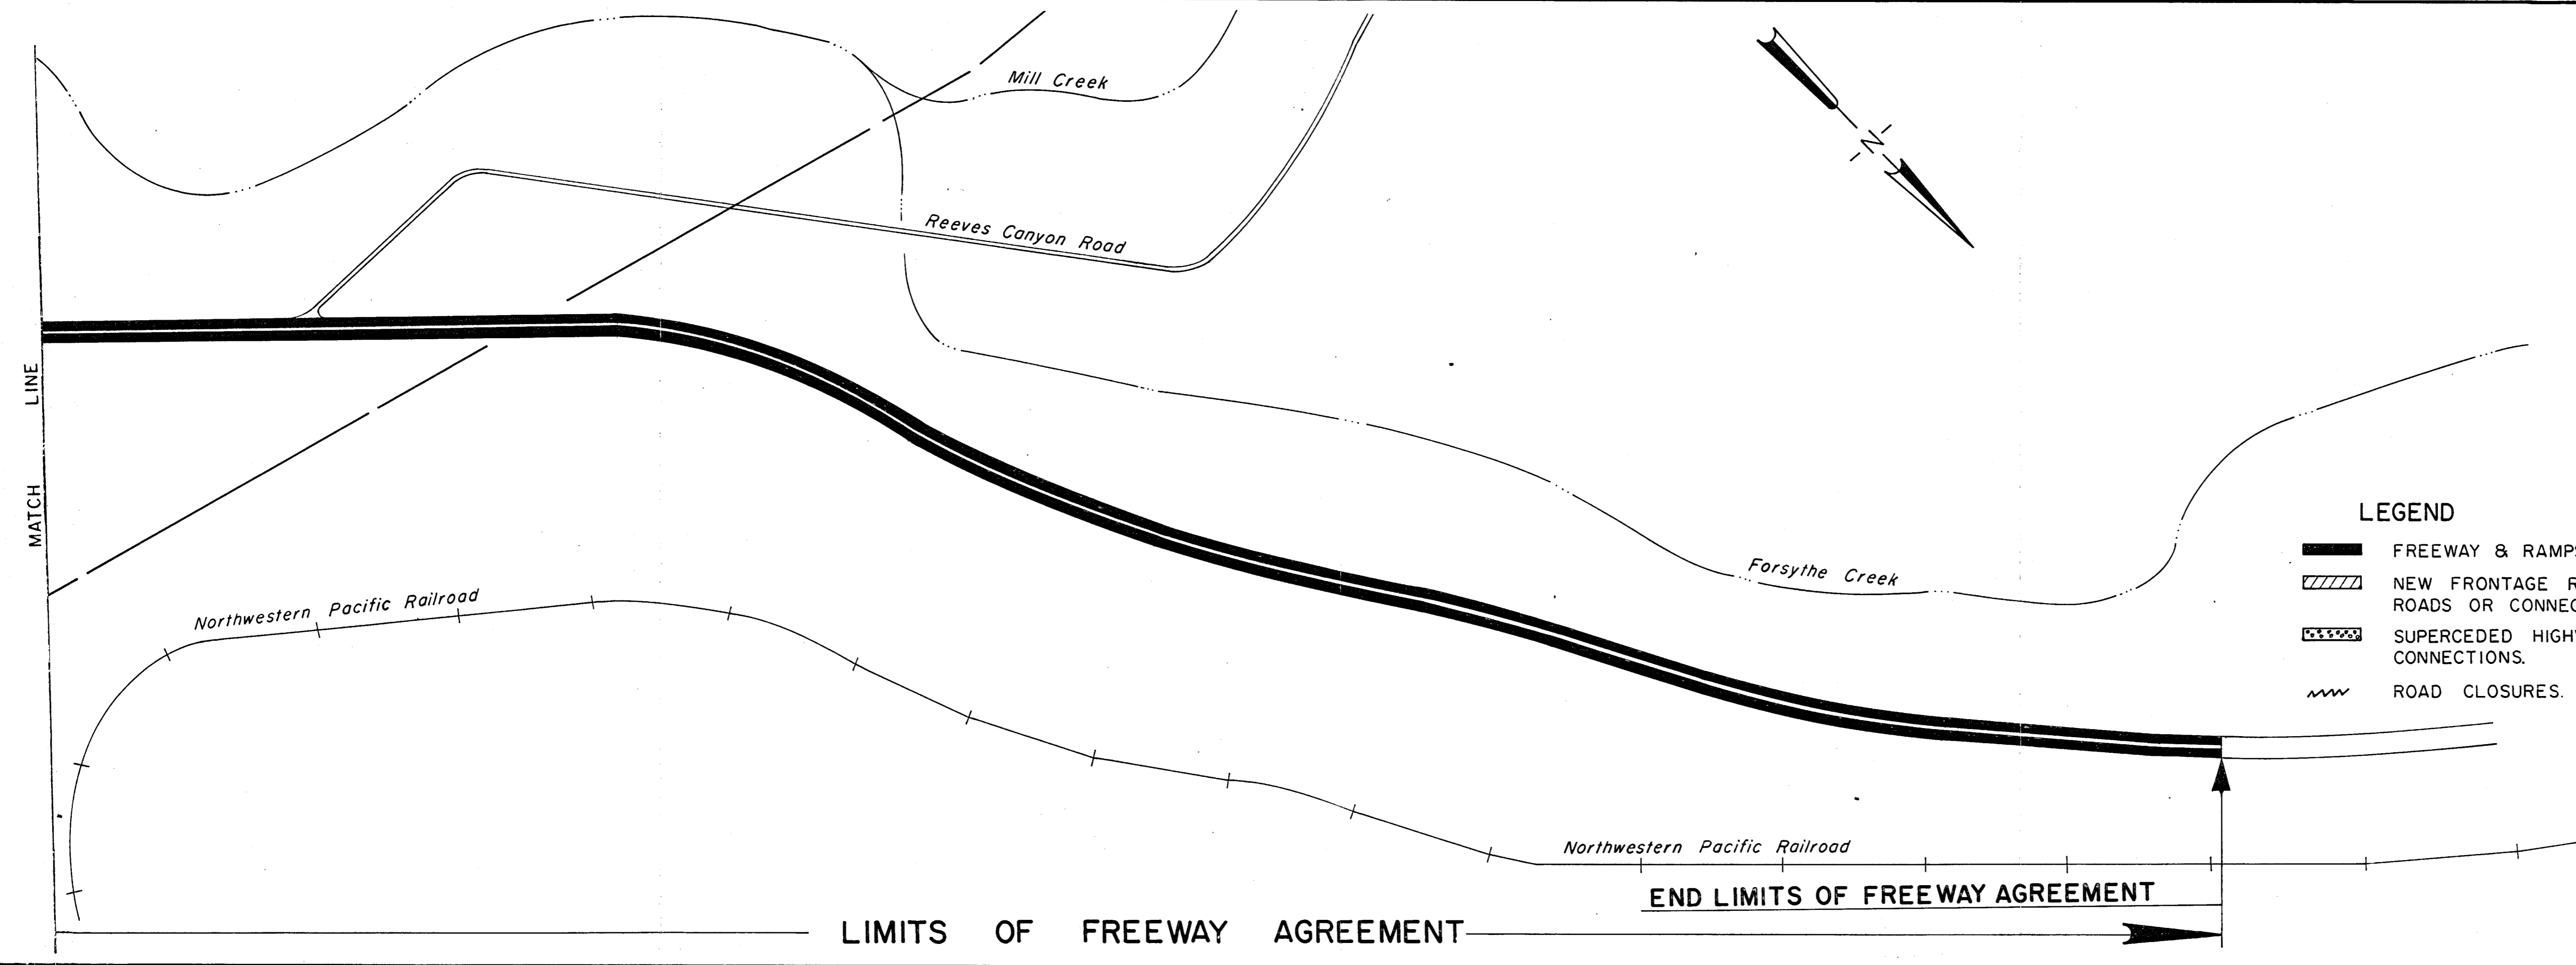 Mill Creek
N
Reeves Canyon Road
MATCH LINE
LEGEND
FREEWAY & RAMPS
NEW FRONTAGE R
ROADS OR CONNEC
SUPERCEDED HIGH
CONNECTIONS.
ROAD CLOSURES.
Forsythe Creek
Northwestern Pacific Railroad
Northwestern Pacific Railroad
END LIMITS OF FREEWAY AGREEMENT
LIMITS OF FREEWAY AGREEMENT